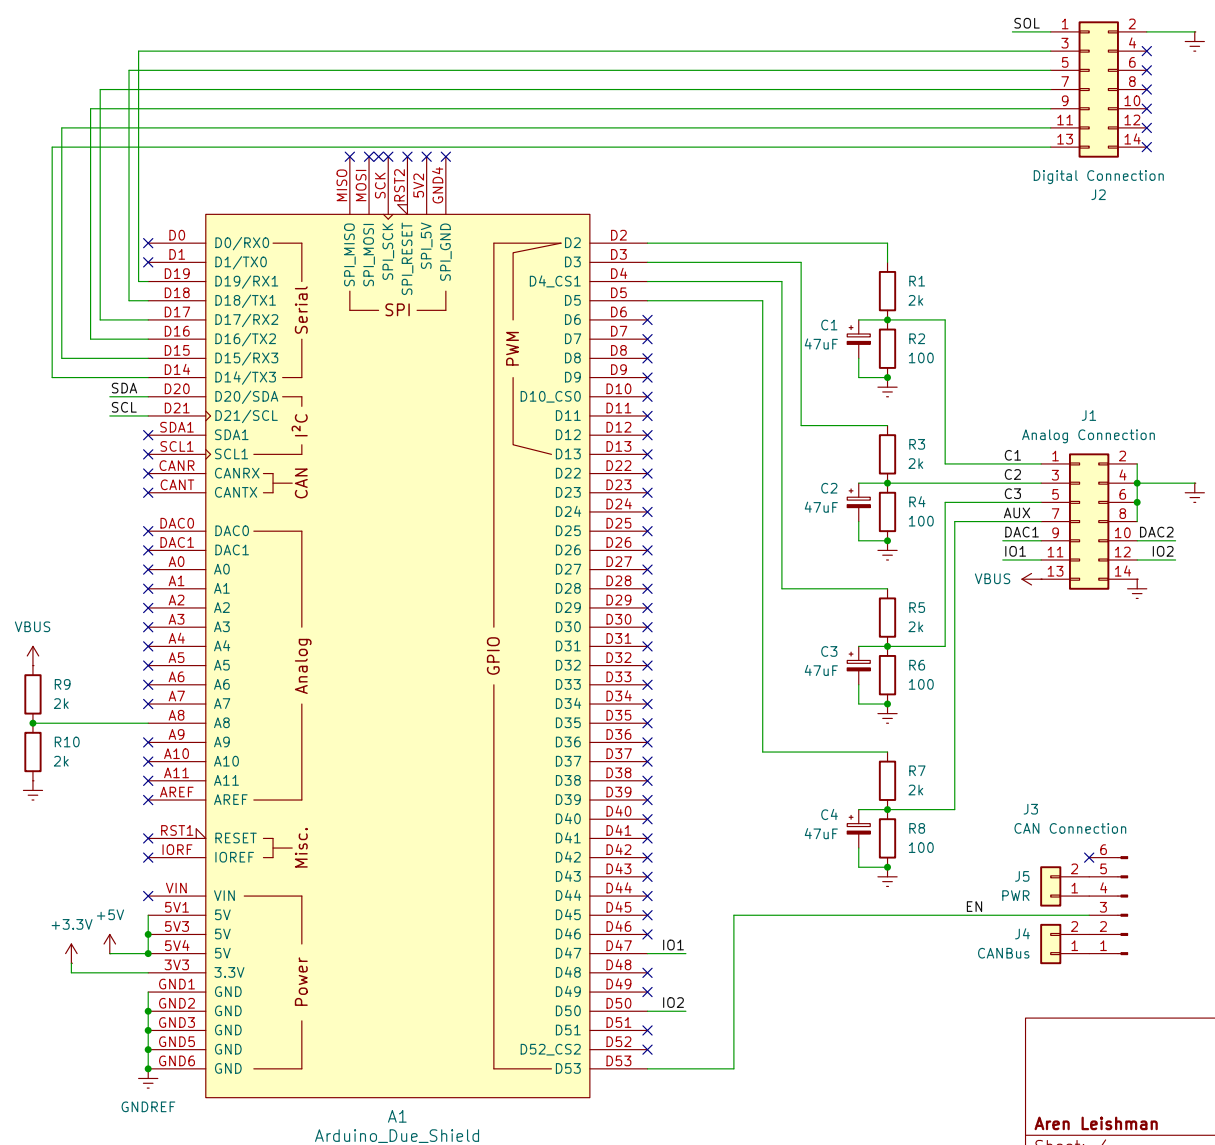 SOL 1 2
3 4
5 6
7 8
9 10
11 12
13 14
Digital Connection
J2
MISO MOSI SCK RST2 5V2 GND4
SPI_MISO SPI_MOSI SPI_SCK SPI_RESET SPI_5V SPI_GND
SPI
D0 D0/RX0
D1 D1/TX0
D19 D19/RX1
D18 D18/TX1
D17 D17/RX2
D16 D16/TX2
D15 D15/RX3
D14 D14/TX3
Serial
SDA D20 D20/SDA
SCL D21 D21/SCL
SDA1 SDA1
SCL1 SCL1
I²C
CANR CANRX
CANT CANTX
CAN
DAC0 DAC0
DAC1 DAC1
A0 A0
A1 A1
A2 A2
A3 A3
A4 A4
A5 A5
A6 A6
A7 A7
A8 A8
A9 A9
A10 A10
A11 A11
AREF AREF
Analog
VBUS
R9
2k
R10
2k
RST1 RESET
IORF IOREF
Misc.
VIN VIN
5V1 5V
5V3 5V
5V4 5V
3V3 3.3V
GND1 GND
GND2 GND
GND3 GND
GND5 GND
GND6 GND
Power
+3.3V
+5V
GNDREF
PWM
GPIO
D2 D2
D3 D3
D4_CS1 D4
D5 D5
D6 D6
D7 D7
D8 D8
D9 D9
D10_CS0 D10
D11 D11
D12 D12
D13 D13
D22 D22
D23 D23
D24 D24
D25 D25
D26 D26
D27 D27
D28 D28
D29 D29
D30 D30
D31 D31
D32 D32
D33 D33
D34 D34
D35 D35
D36 D36
D37 D37
D38 D38
D39 D39
D40 D40
D41 D41
D42 D42
D43 D43
D44 D44
D45 D45
D46 D46
D47 D47 IO1
D48 D48
D49 D49
D50 D50 IO2
D51 D51
D52_CS2 D52
D53 D53
A1
Arduino_Due_Shield
R1
2k
C1
47uF
R2
100
R3
2k
C2
47uF
R4
100
R5
2k
C3
47uF
R6
100
R7
2k
C4
47uF
R8
100
J1
Analog Connection
C1 1 2
C2 3 4
C3 5 6
AUX 7 8
DAC1 9 10 DAC2
IO1 11 12 IO2
VBUS 13 14
J3
CAN Connection
6
J5 2 5
PWR 1 4
EN 3
J4 2 2
CANBus 1 1
Aren Leishman
Sheet: /